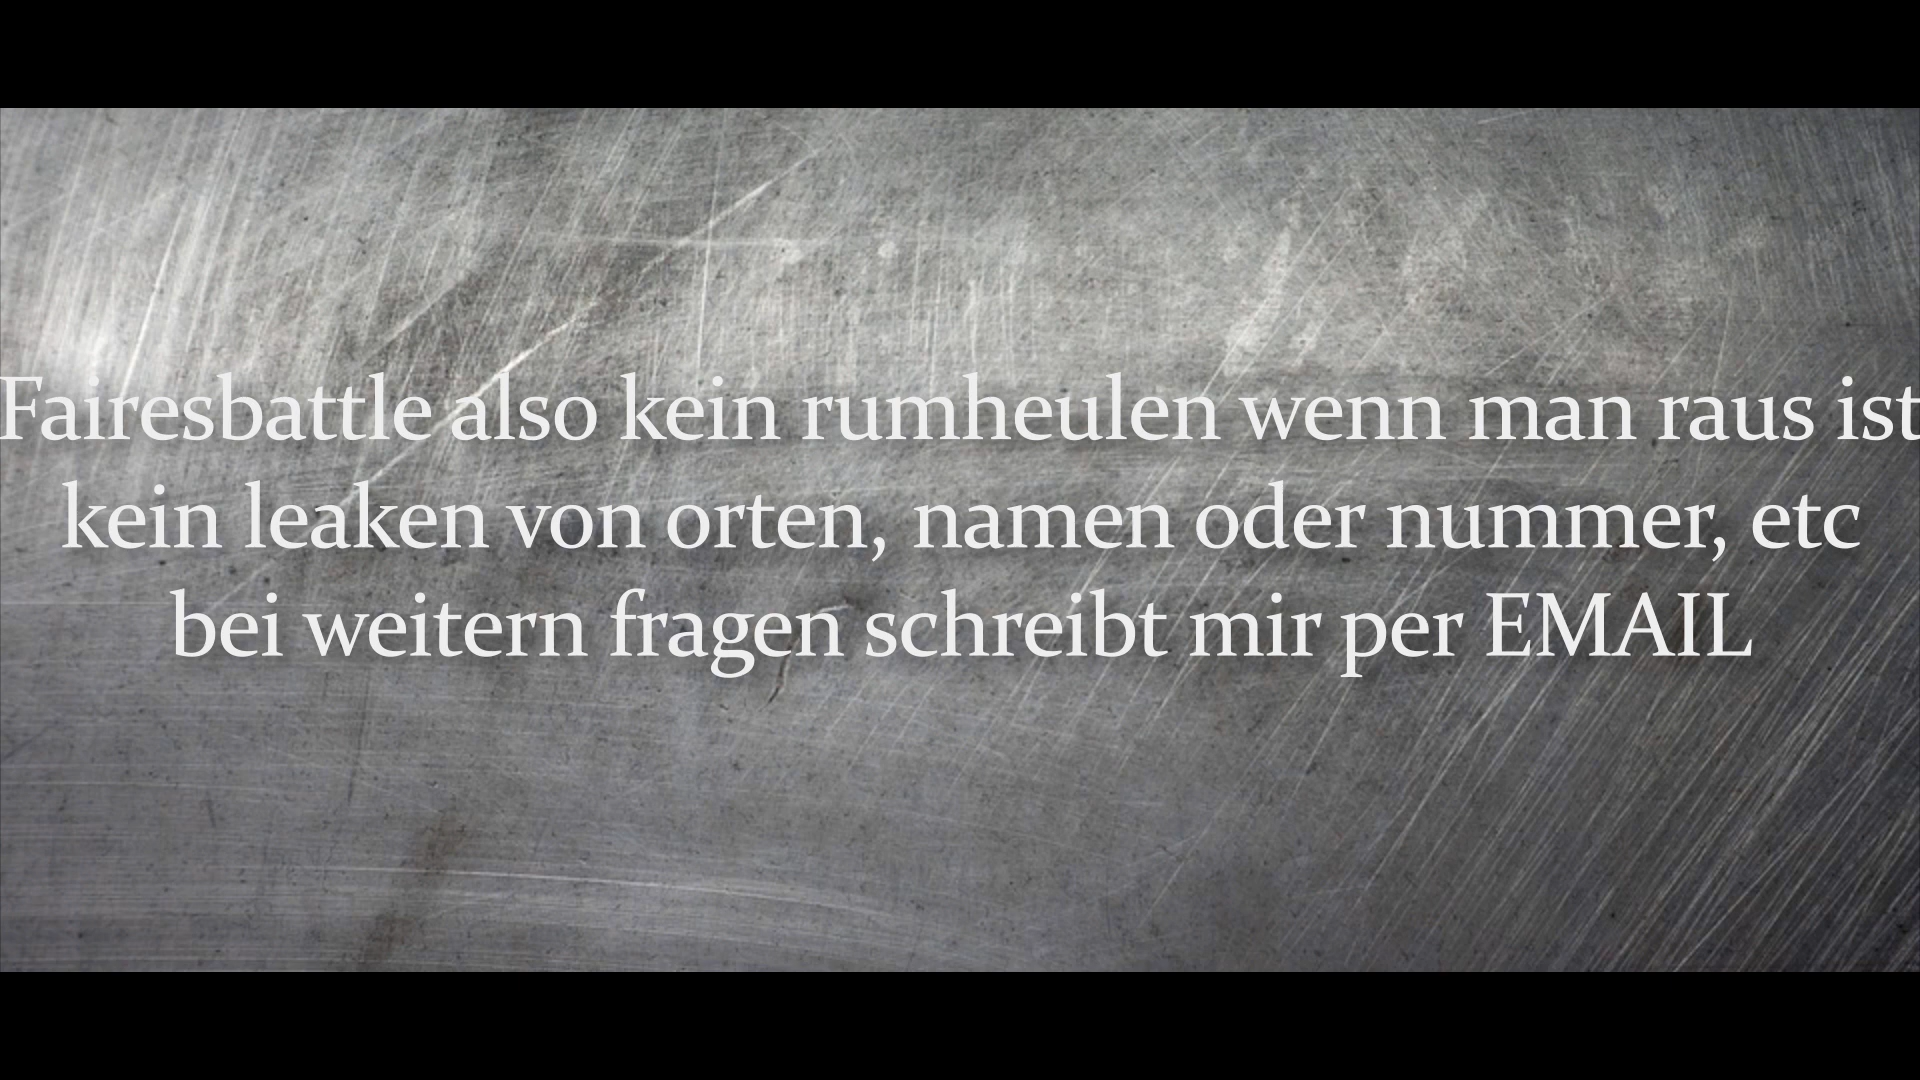 Fairesbattle also kein rumheulen wenn man raus ist
kein leaken von orten, namen oder nummer, etc
bei weitern fragen schreibt mir per EMAIL